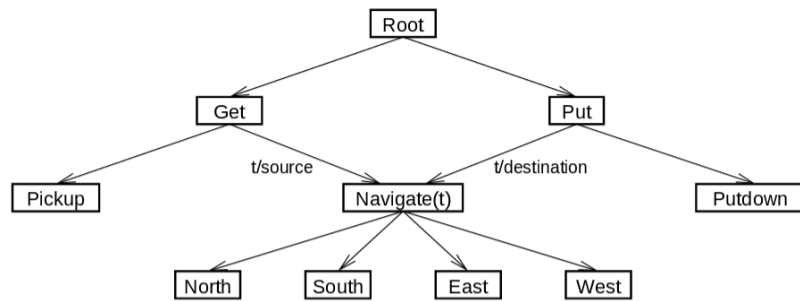 Root
Get
Put
t/source
t/destination
Pickup
Navigate(t)
Putdown
North
South
East
West